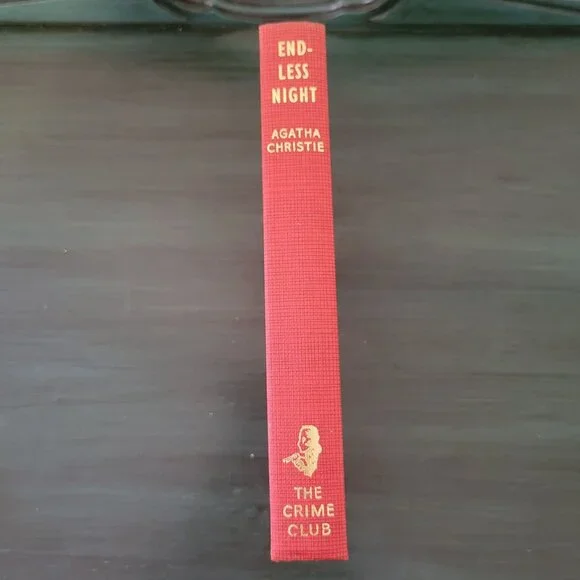 END-
LESS
NIGHT
AGATHA
CHRISTIE
THE
CRIME
CLUB